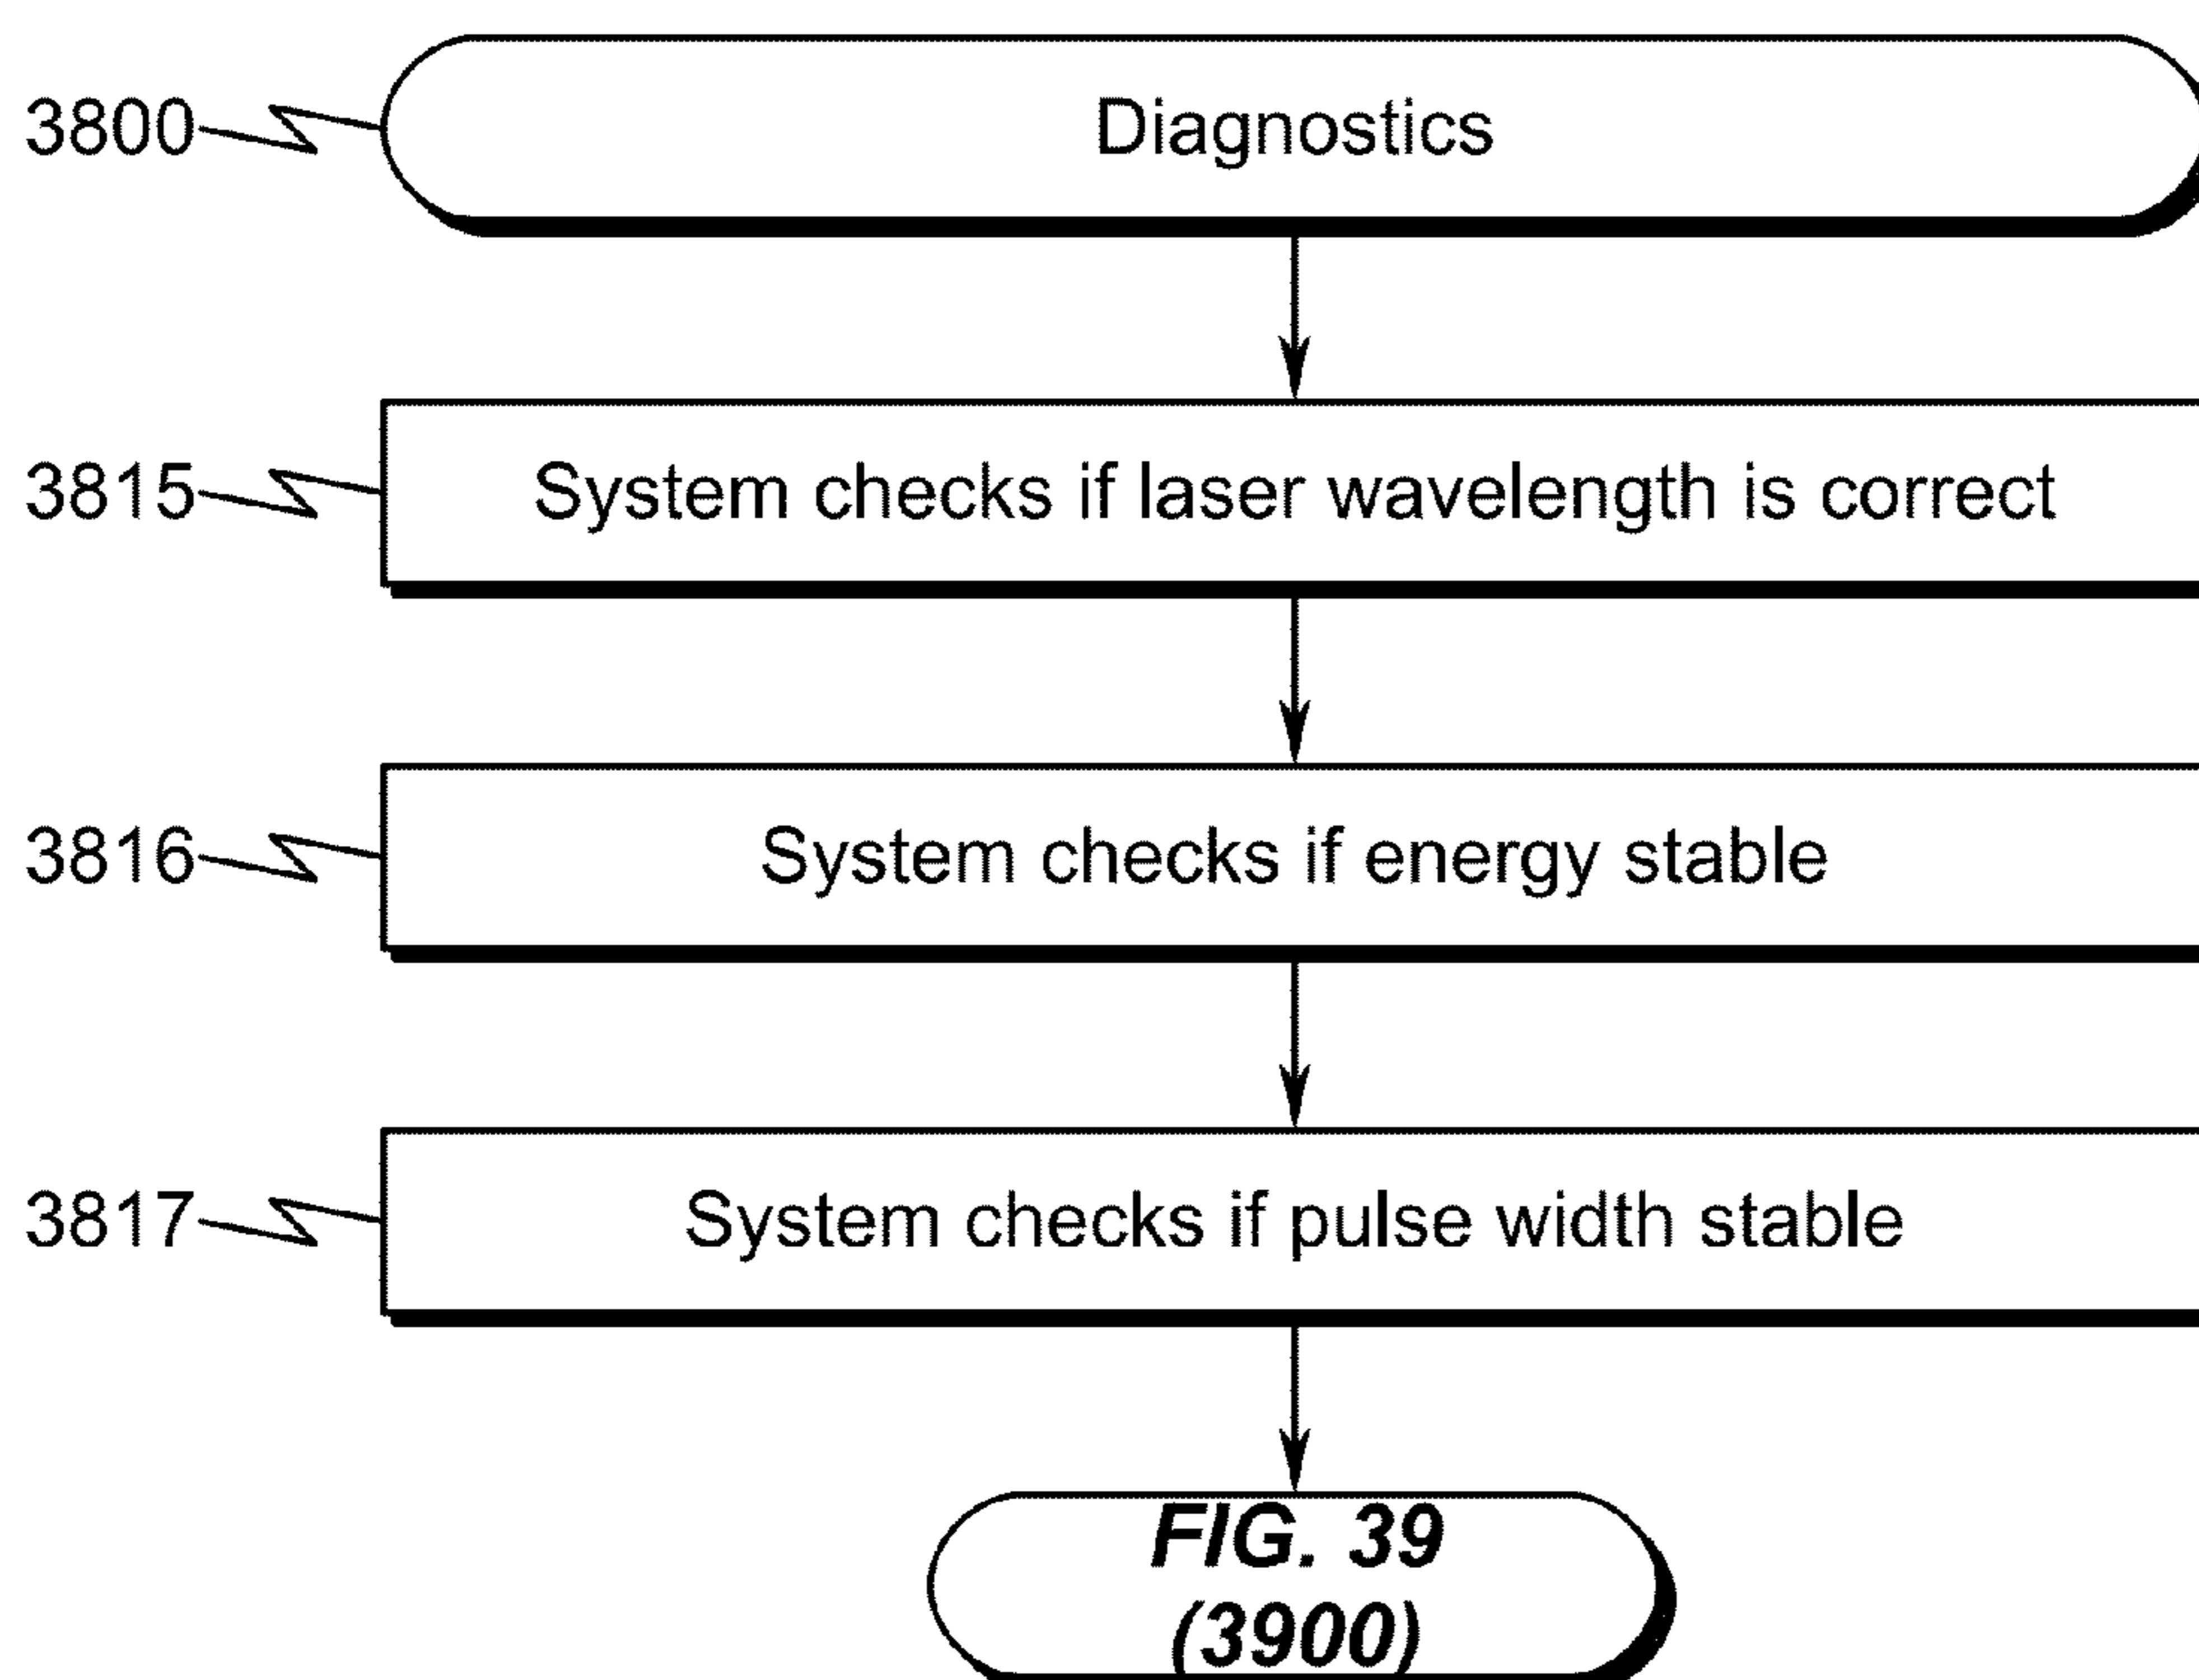 3800 Diagnostics
3815 System checks if laser wavelength is correct
3816 System checks if energy stable
3817 System checks if pulse width stable
FIG. 39
(3900)